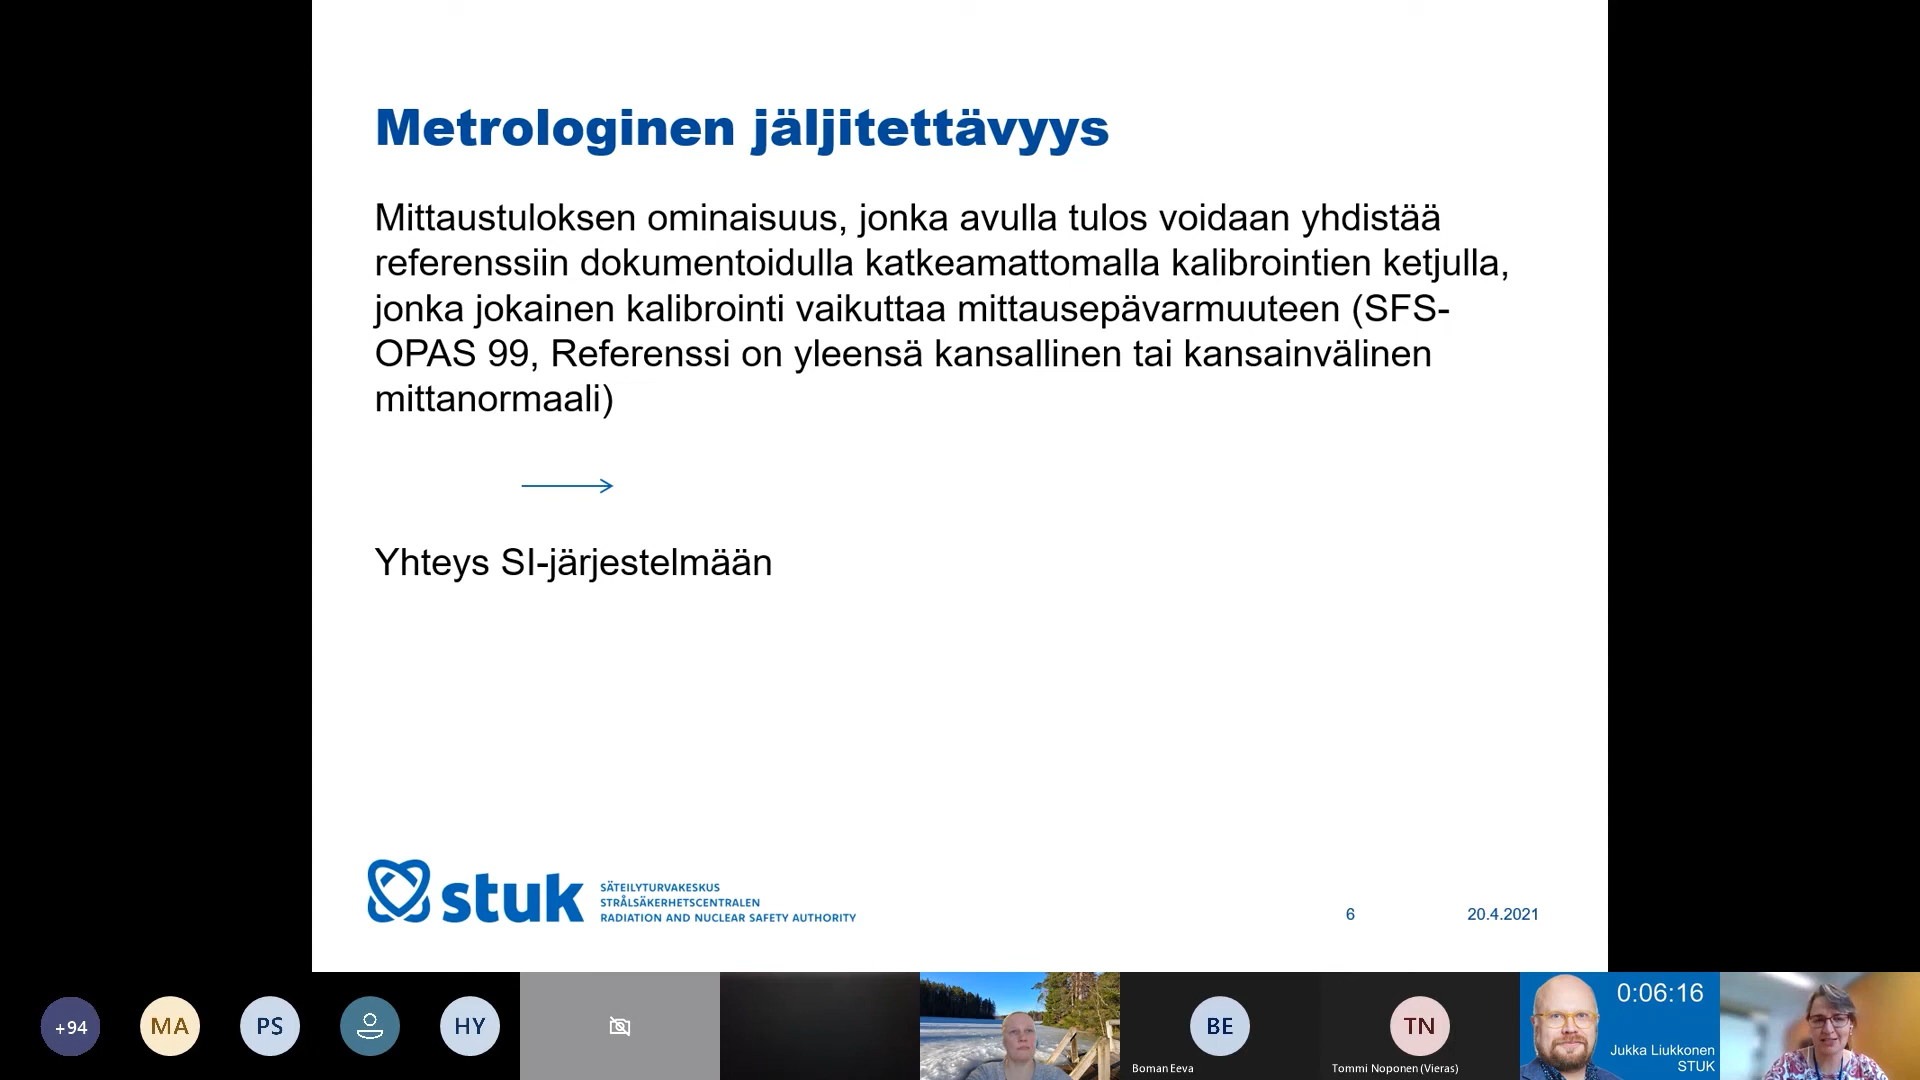 Metrologinen jäljitettävyys
Mittaustuloksen ominaisuus, jonka avulla tulos voidaan yhdistää
referenssiin dokumentoidulla katkeamattomalla kalibrointien ketjulla,
jonka jokainen kalibrointi vaikuttaa mittausepävarmuuteen (SFS-
OPAS 99, Referenssi on yleensä kansallinen tai kansainvälinen
mittanormaali)
Yhteys SI-järjestelmään
stuk
SÄTEILYTURVAKESKUS
STRÅLSÄKERHETSCENTRALEN
RADIATION AND NUCLEAR SAFETY AUTHORITY
6
20.4.2021
+94
MA
PS
HY
BE
Boman Eeva
TN
Tommi Noponen (Vieras)
0:06:16
Jukka Liukkonen
STUK